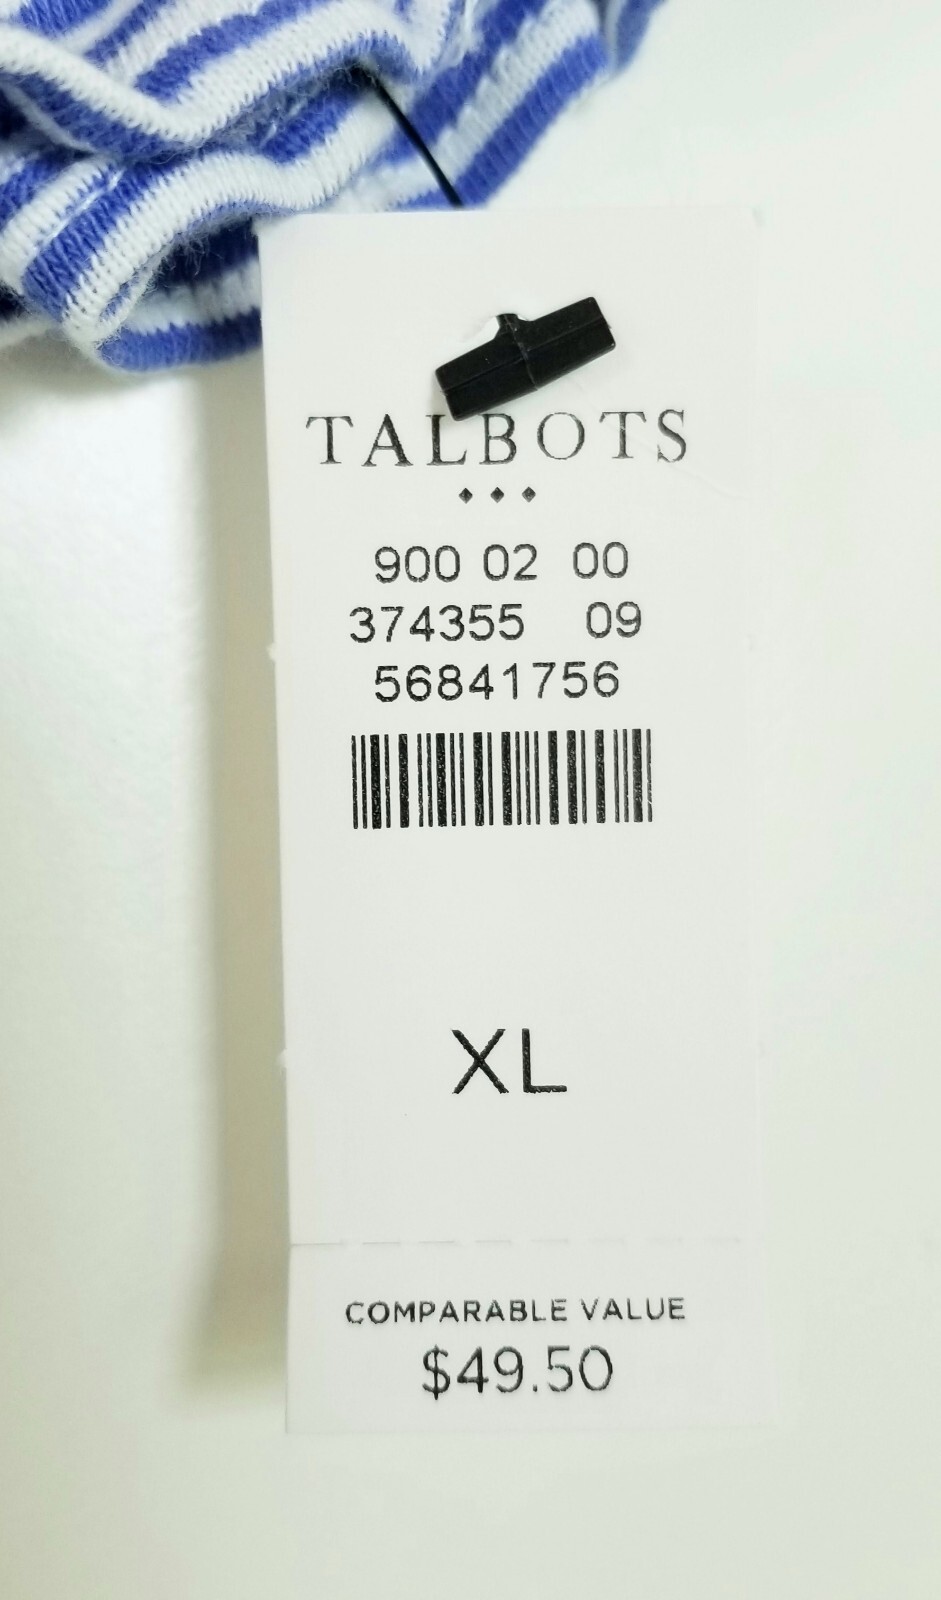 TALBOTS
900 02 00
374355 09
56841756
XL
COMPARABLE VALUE
$49.50